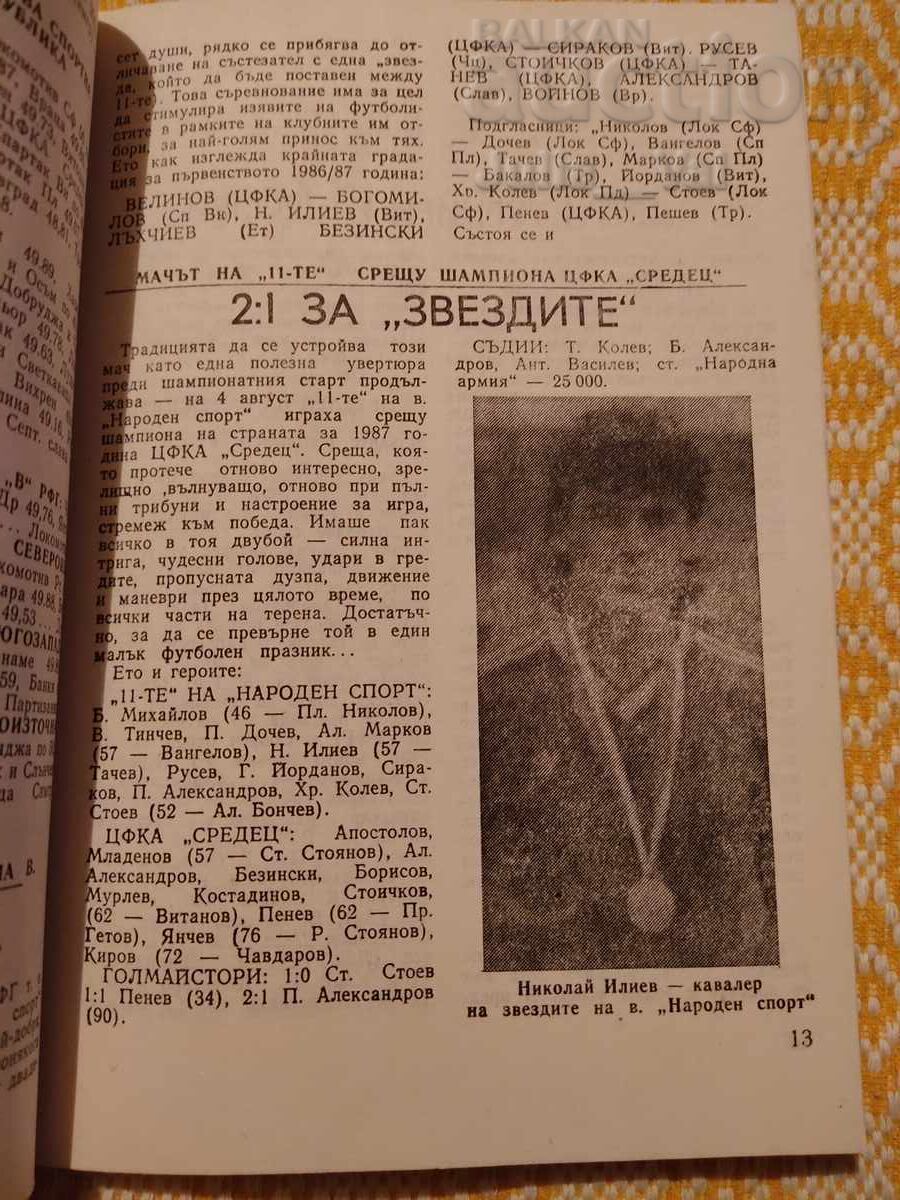 сет души, рядко се прибягва до от-
личаване на състезател с една „звез-
да, който да бъде поставен между
11-те). Това съревнование има за цел
да стимулира изявите на футболи-
стите в рамките на клубните им от-
бори, за най-голям принос към тях.
Ето как изглежда крайната града-
ция за първенството 1986/87 година:
ВЕЛИНОВ (ЦФКА) — БОГОМИ-
ЛОВ (Сп Вк), Н. ИЛИЕВ (Вит),
ЛЪХЧИЕВ (Ет) БЕЗИНСКИ
(ЦФКА) — СИРАКОВ (Вит). РУСЕВ
(Чц), СТОИЧКОВ (ЦФКА) — ТА-
НЕВ (ЦФКА), АЛЕКСАНДРОВ
(Слав), ВОЙНОВ (Вр).
Подгласници: „Николов (Лок Сф)
— Дочев (Лок Сф), Вангелов (Сп
Пл), Тачев (Слав), Марков (Сп Пл)
— Бакалов (Тр), Йорданов (Вит),
Хр. Колев (Лок Пд) — Стоев (Лок
Сф), Пенев (ЦФКА), Пешев (Тр).
Състоя се и
МАЧЪТ НА „11-ТЕ“ СРЕЩУ ШАМПИОНА ЦФКА „СРЕДЕЦ“
2:1 ЗА „ЗВЕЗДИТЕ“
Традицията да се устройва този
мач като една полезна увертюра
преди шампионатния старт продъл-
жава — на 4 август „11-те“ на в.
„Народен спорт“ играха срещу
шампиона на страната за 1987 го-
дина ЦФКА „Средец“. Среща, коя-
то протече отново интересно, зре-
лищно ,вълнуващо, отново при пъл-
ни трибуни и настроение за игра,
стремеж към победа. Имаше пак
всичко в тоя двубой — силна ин-
трига, чудесни голове, удари в гре-
дите, пропусната дузпа, движение
и маневри през цялото време, по
всички части на терена. Достатъч-
но, за да се превърне той в един
малък футболен празник...
Ето и героите:
„11-ТЕ“ НА „НАРОДЕН СПОРТ“:
Б. Михайлов (46 — Пл. Николов),
В. Тинчев, П. Дочев, Ал. Марков
(57 — Вангелов), Н. Илиев (57 —
Тачев), Русев, Г. Йорданов, Сира-
ков, П. Александров, Хр. Колев, Ст.
Стоев (52 — Ал. Бончев).
ЦФКА „СРЕДЕЦ“: Апостолов,
Младенов (57 — Ст. Стоянов), Ал.
Александров, Безински, Борисов,
Мурлев, Костадинов, Стоичков,
(62 — Витанов), Пенев (62 — Пр.
Гетов), Янчев (76 — Р. Стоянов),
Киров (72 — Чавдаров).
ГОЛМАЙСТОРИ: 1:0 Ст. Стоев
1:1 Пенев (34), 2:1 П. Александров
(90).
СЪДИИ: Т. Колев; Б. Алексан-
дров, Ант. Василев; ст. „Народна
армия“ — 25 000.
Николай Илиев — кавалер
на звездите на в. „Народен спорт“
13
BALKAN
auction